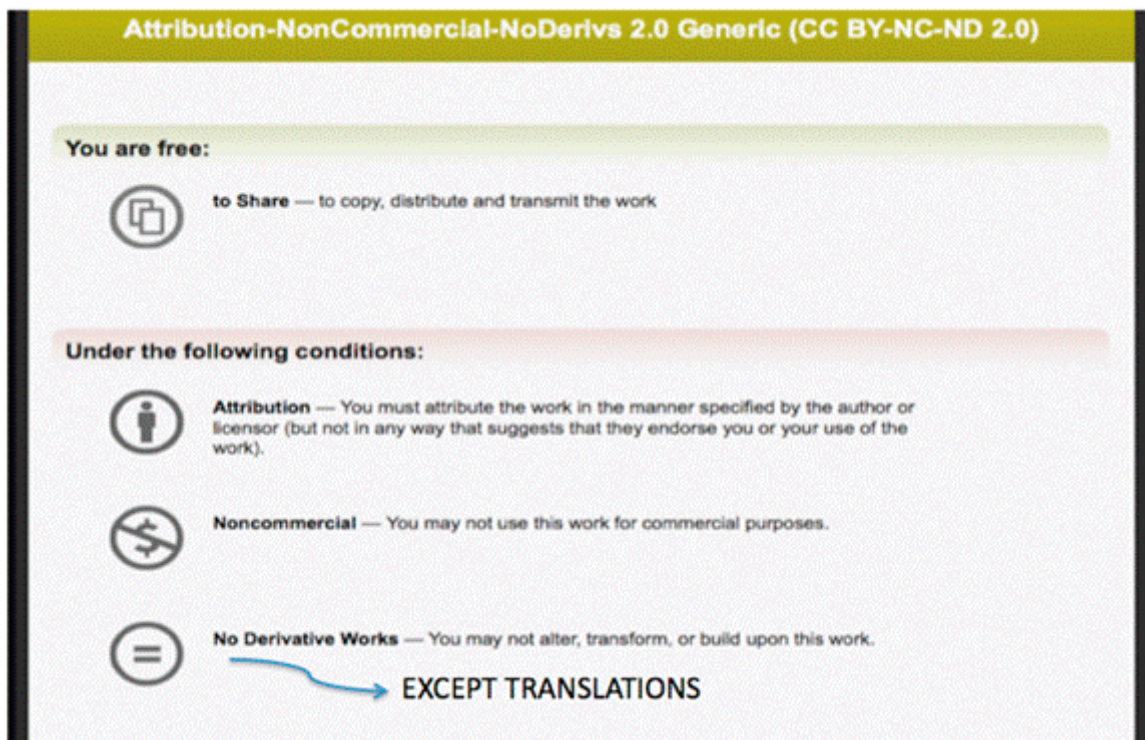 Attribution-NonCommercial-NoDerivs 2.0 Generic (CC BY-NC-ND 2.0)
You are free:
to Share — to copy, distribute and transmit the work
Under the following conditions:
Attribution — You must attribute the work in the manner specified by the author or
licensor (but not in any way that suggests that they endorse you or your use of the
work).
Noncommercial — You may not use this work for commercial purposes.
No Derivative Works — You may not alter, transform, or build upon this work.
EXCEPT TRANSLATIONS